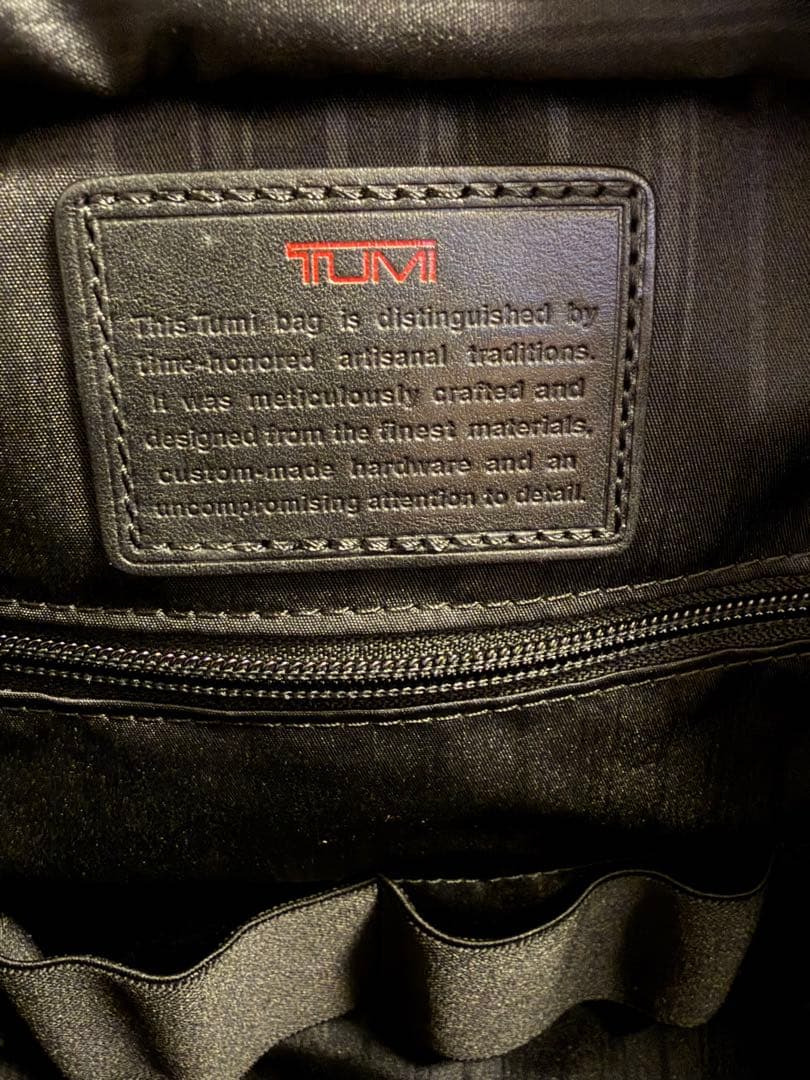 TUMI
This Tumi bag is distinguished by
time-honored artisanal traditions.
It was meticulously crafted and
designed from the finest materials,
custom-made hardware and an
uncompromising attention to detail.